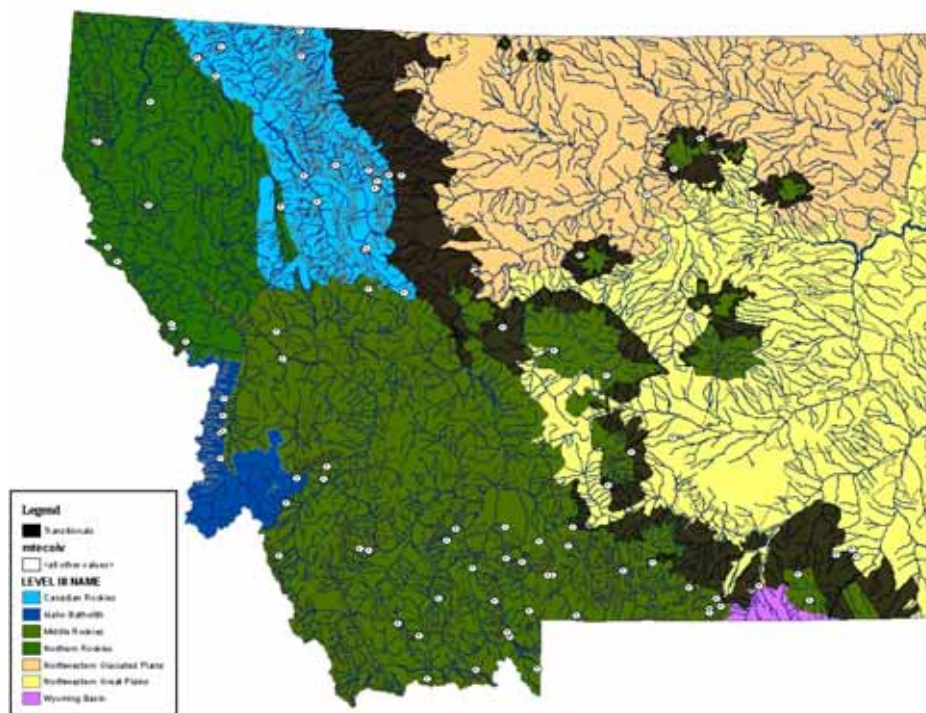 Legend
Transitionals
mtecolv
<all other values>
LEVEL III NAME
Canadian Rockies
Idaho Batholith
Middle Rockies
Northern Rockies
Northwestern Glaciated Plains
Northwestern Great Plains
Wyoming Basin